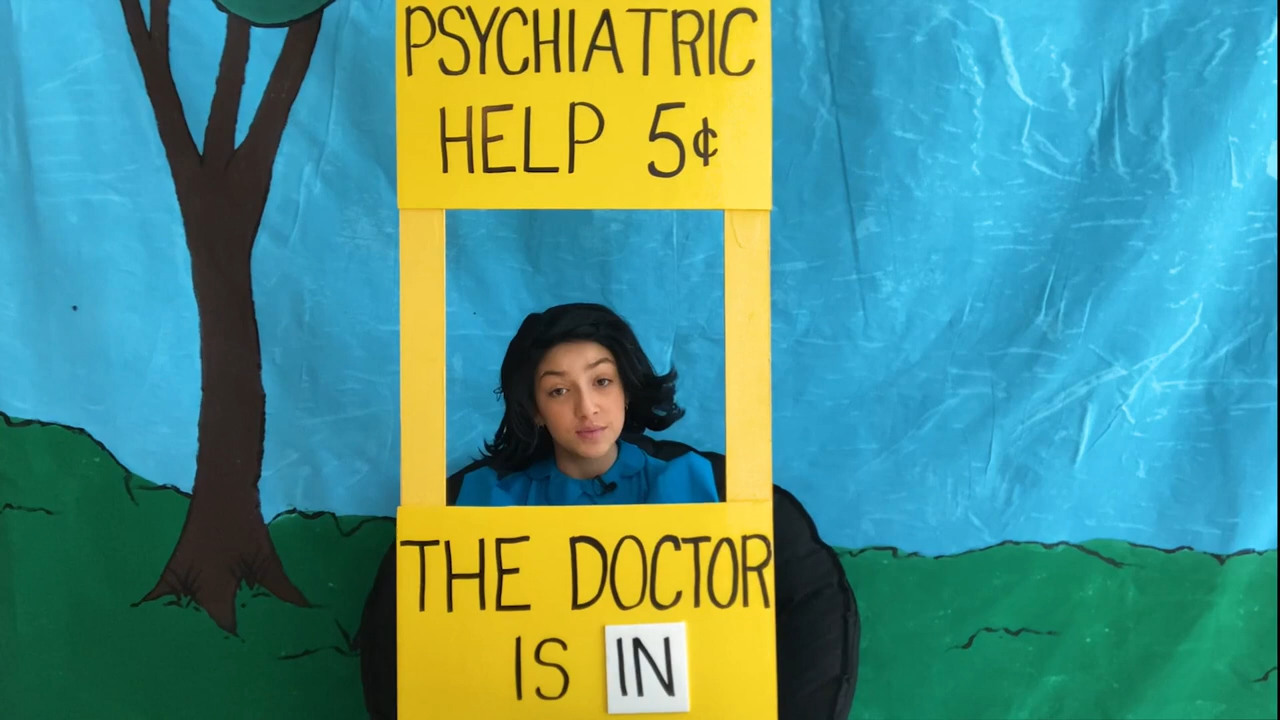 PSYCHIATRIC
HELP 5¢
THE DOCTOR
IS IN